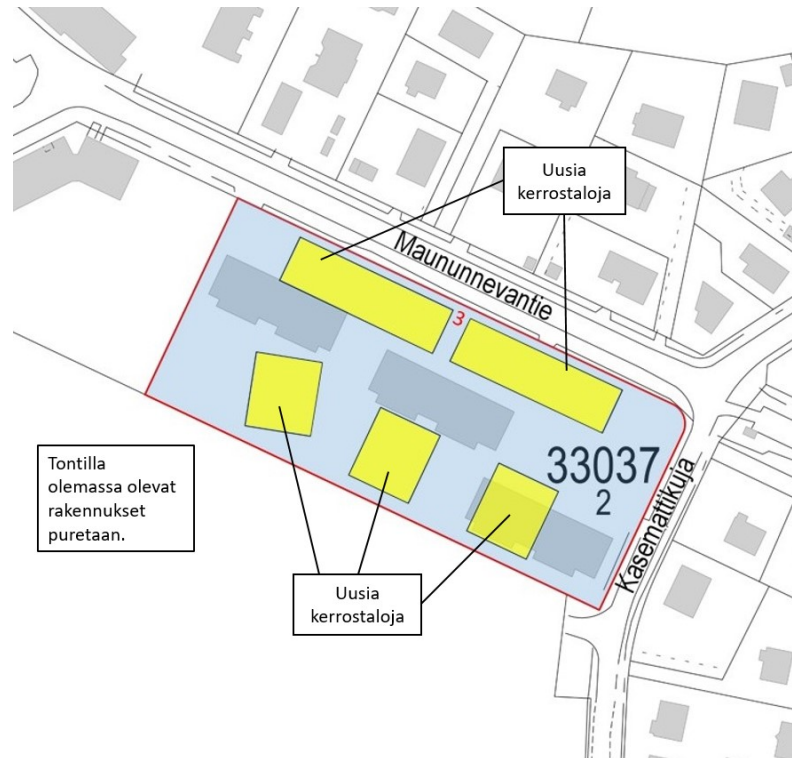 Uusia
kerrostaloja
Maununnevantie
3
33037
2
Kasemattikuja
Tontilla
olemassa olevat
rakennukset
puretaan.
Uusia
kerrostaloja